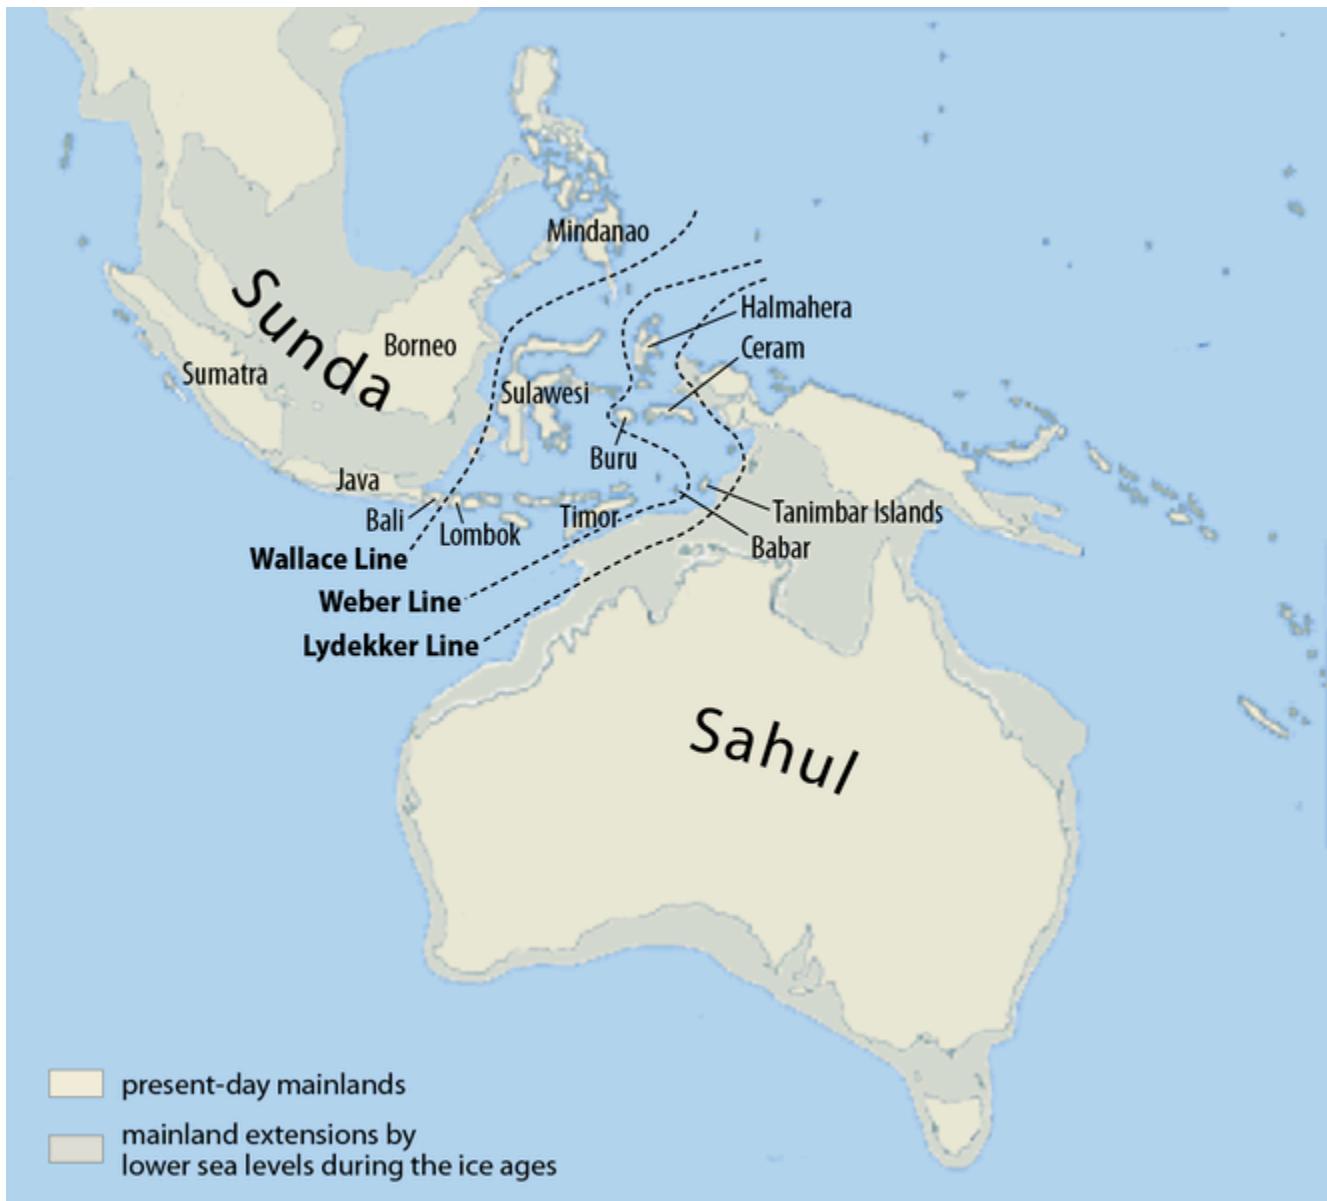 Mindanao
Halmahera
Ceram
Sunda
Borneo
Sumatra
Sulawesi
Buru
Java
Bali
Lombok
Timor
Tanimbar Islands
Babar
Wallace Line
Weber Line
Lydekker Line
Sahul
present-day mainlands
mainland extensions by
lower sea levels during the ice ages